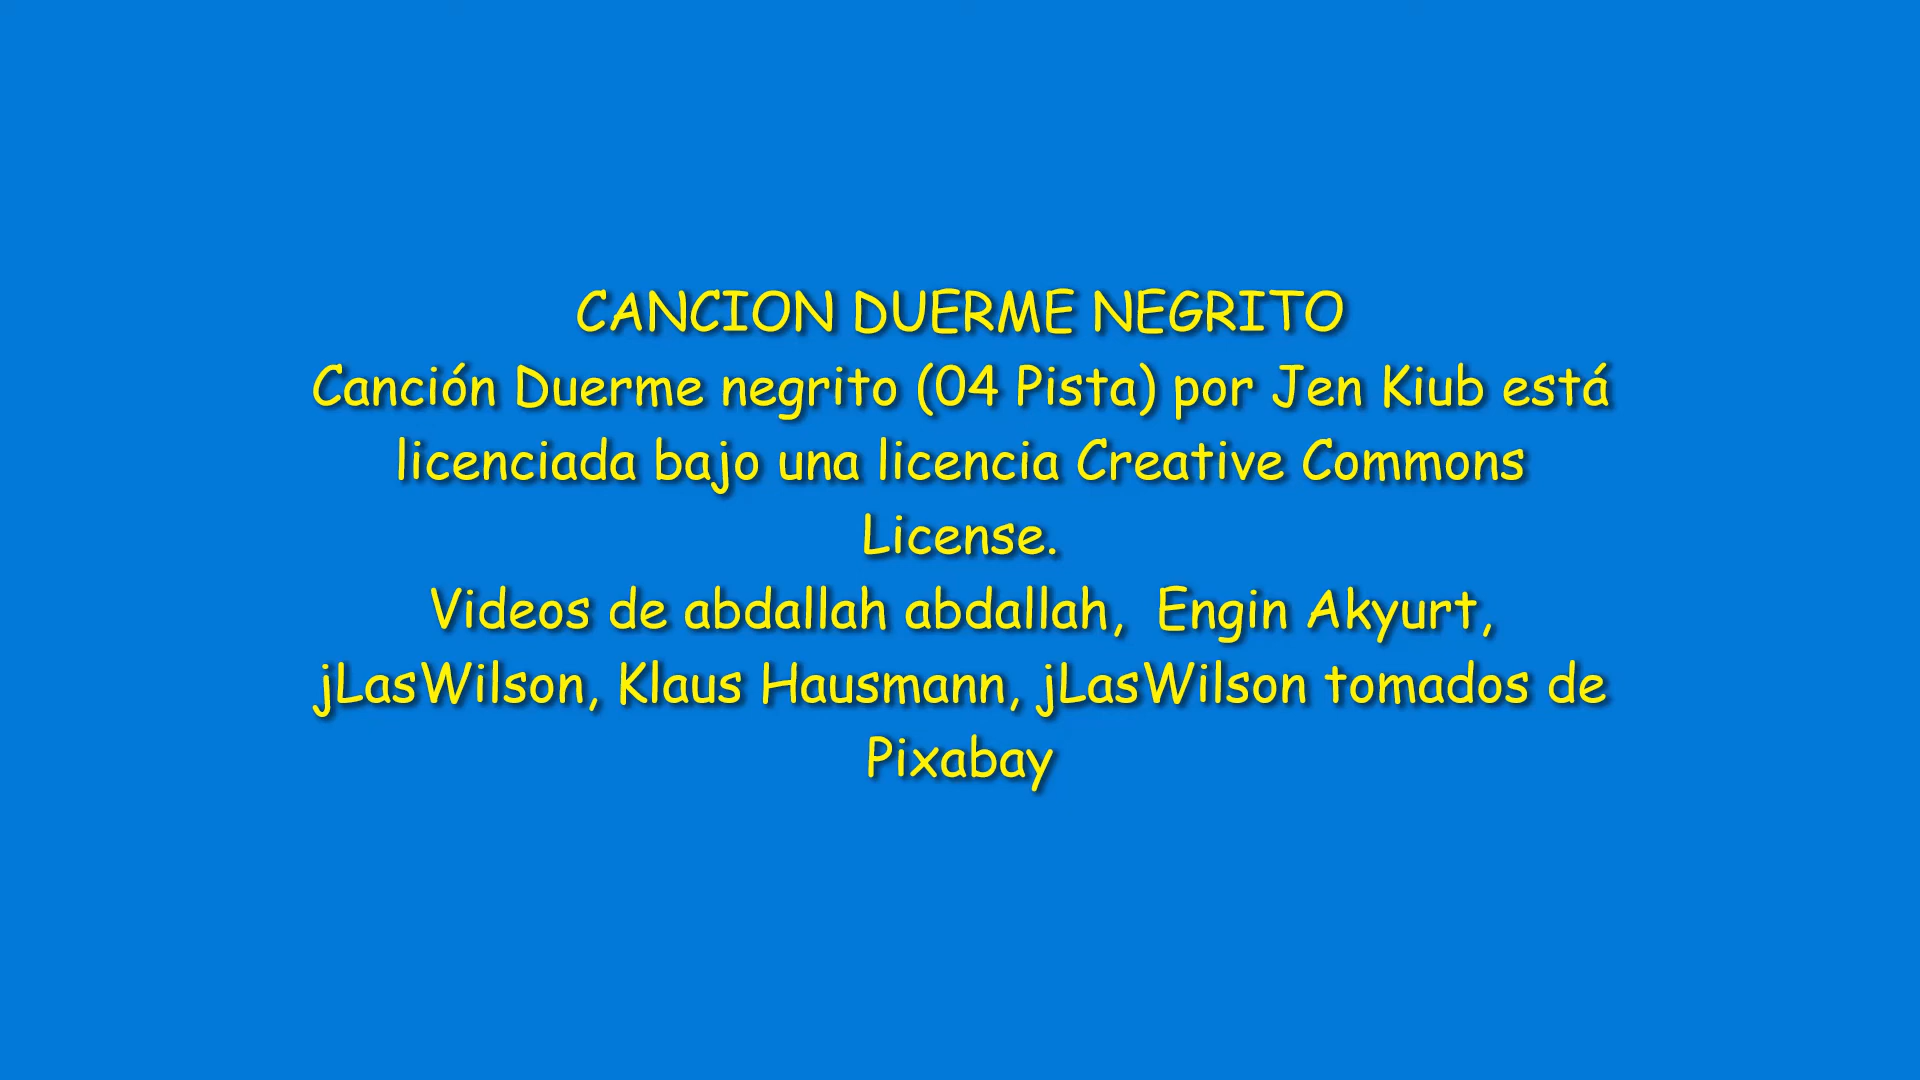 CANCION DUERME NEGRITO
Canción Duerme negrito (04 Pista) por Jen Kiub está
licenciada bajo una licencia Creative Commons
License.
Videos de abdallah abdallah,  Engin Akyurt,
jLasWilson, Klaus Hausmann, jLasWilson tomados de
Pixabay